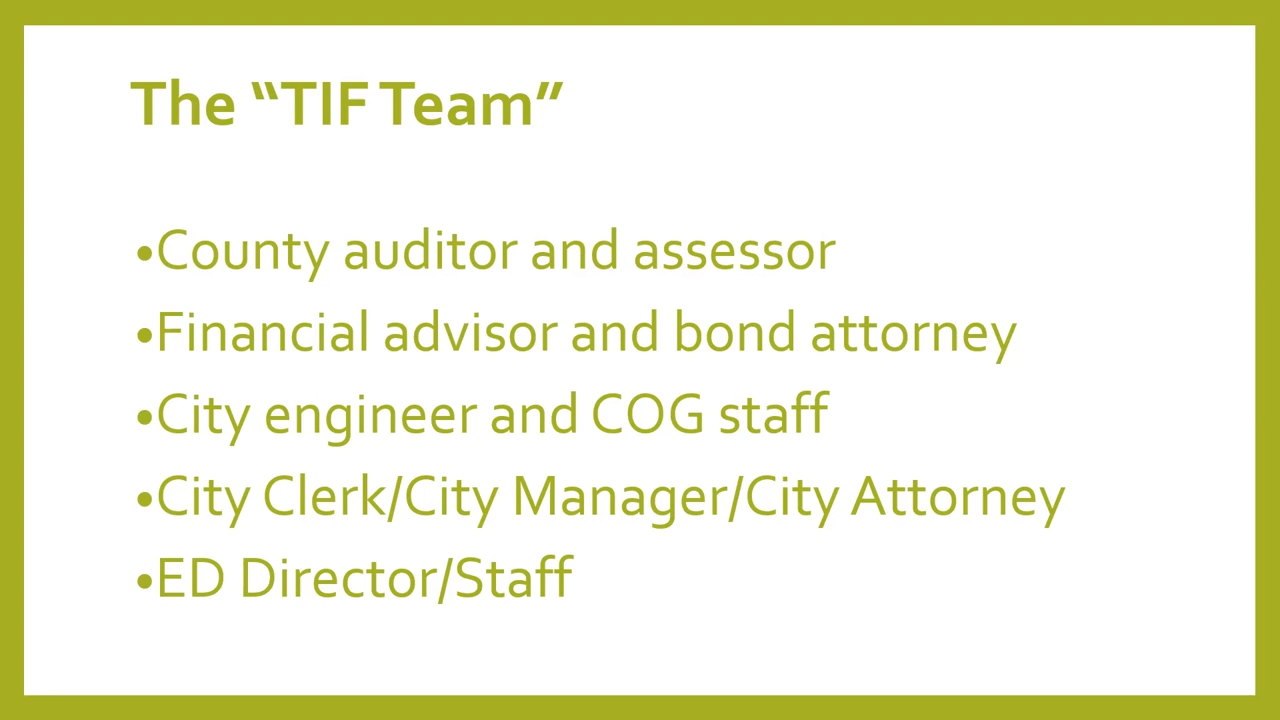 The “TIF Team”
•County auditor and assessor
•Financial advisor and bond attorney
•City engineer and COG staff
•City Clerk/City Manager/City Attorney
•ED Director/Staff